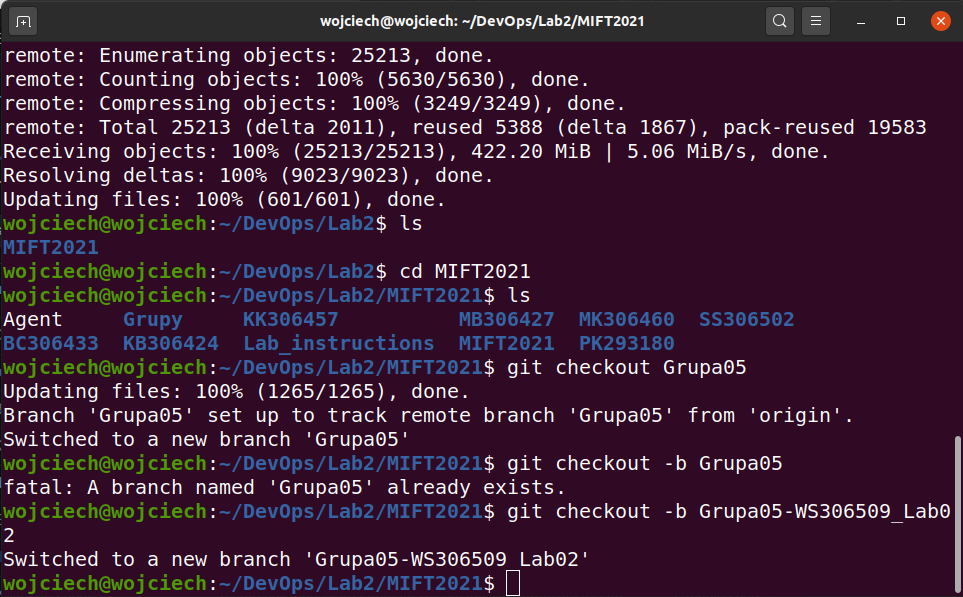 wojciech@wojciech: ~/DevOps/Lab2/MIFT2021
remote: Enumerating objects: 25213, done.
remote: Counting objects: 100% (5630/5630), done.
remote: Compressing objects: 100% (3249/3249), done.
remote: Total 25213 (delta 2011), reused 5388 (delta 1867), pack-reused 19583
Receiving objects: 100% (25213/25213), 422.20 MiB | 5.06 MiB/s, done.
Resolving deltas: 100% (9023/9023), done.
Updating files: 100% (601/601), done.
wojciech@wojciech:~/DevOps/Lab2$ ls
MIFT2021
wojciech@wojciech:~/DevOps/Lab2$ cd MIFT2021
wojciech@wojciech:~/DevOps/Lab2/MIFT2021$ ls
Agent     Grupy     KK306457          MB306427  MK306460  SS306502
BC306433  KB306424  Lab_instructions  MIFT2021  PK293180
wojciech@wojciech:~/DevOps/Lab2/MIFT2021$ git checkout Grupa05
Updating files: 100% (1265/1265), done.
Branch 'Grupa05' set up to track remote branch 'Grupa05' from 'origin'.
Switched to a new branch 'Grupa05'
wojciech@wojciech:~/DevOps/Lab2/MIFT2021$ git checkout -b Grupa05
fatal: A branch named 'Grupa05' already exists.
wojciech@wojciech:~/DevOps/Lab2/MIFT2021$ git checkout -b Grupa05-WS306509_Lab0
2
Switched to a new branch 'Grupa05-WS306509_Lab02'
wojciech@wojciech:~/DevOps/Lab2/MIFT2021$